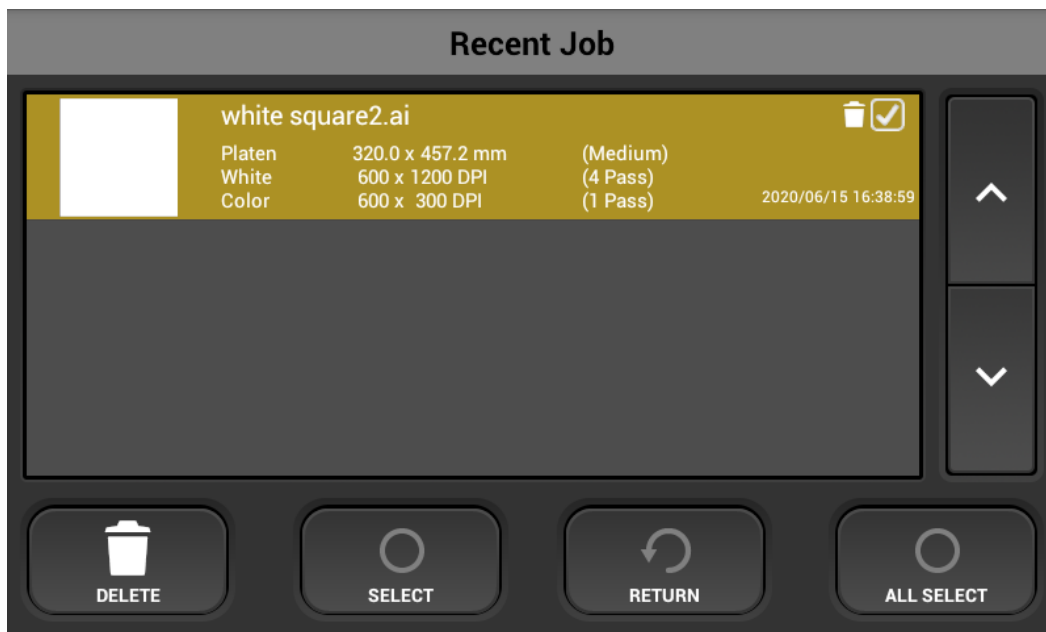 Recent Job
white square2.ai
Platen 320.0 x 457.2 mm (Medium)
White 600 x 1200 DPI (4 Pass)
Color 600 x 300 DPI (1 Pass) 2020/06/15 16:38:59
DELETE SELECT RETURN ALL SELECT